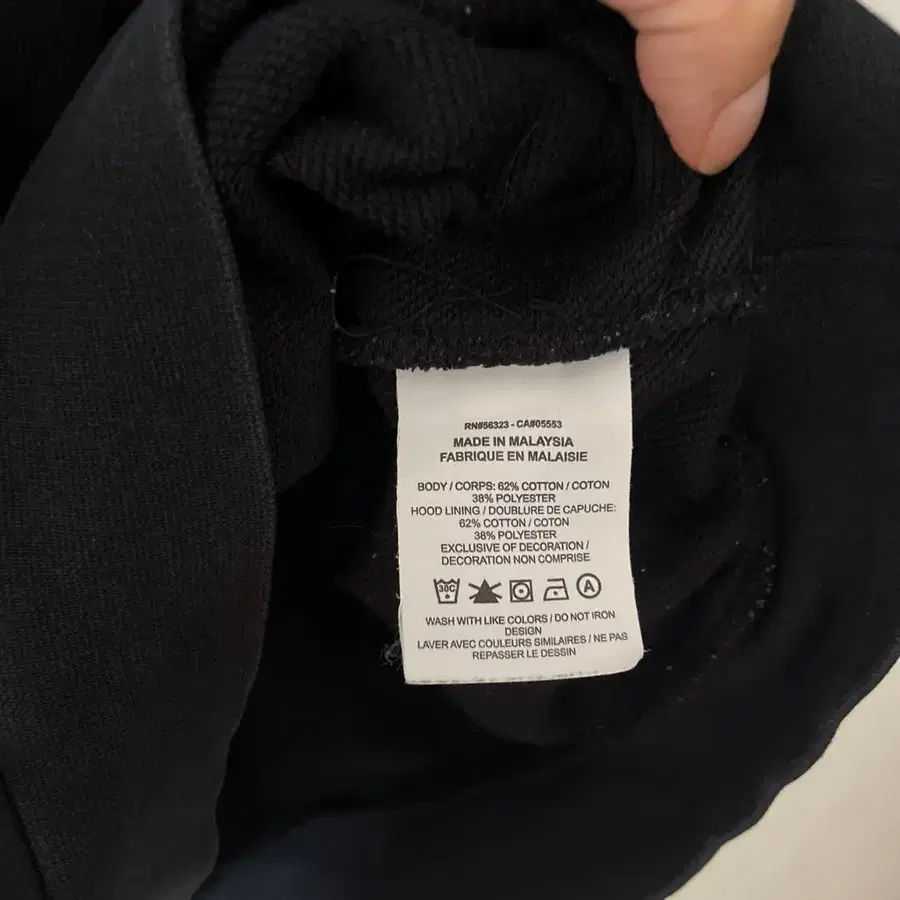 RN#56323 - CA#05553
MADE IN MALAYSIA
FABRIQUE EN MALAISIE
BODY / CORPS: 62% COTTON / COTON
38% POLYESTER
HOOD LINING / DOUBLURE DE CAPUCHE:
62% COTTON / COTON
38% POLYESTER
EXCLUSIVE OF DECORATION /
DECORATION NON COMPRISE
30C A
WASH WITH LIKE COLORS / DO NOT IRON
DESIGN
LAVER AVEC COULEURS SIMILAIRES / NE PAS
REPASSER LE DESSIN